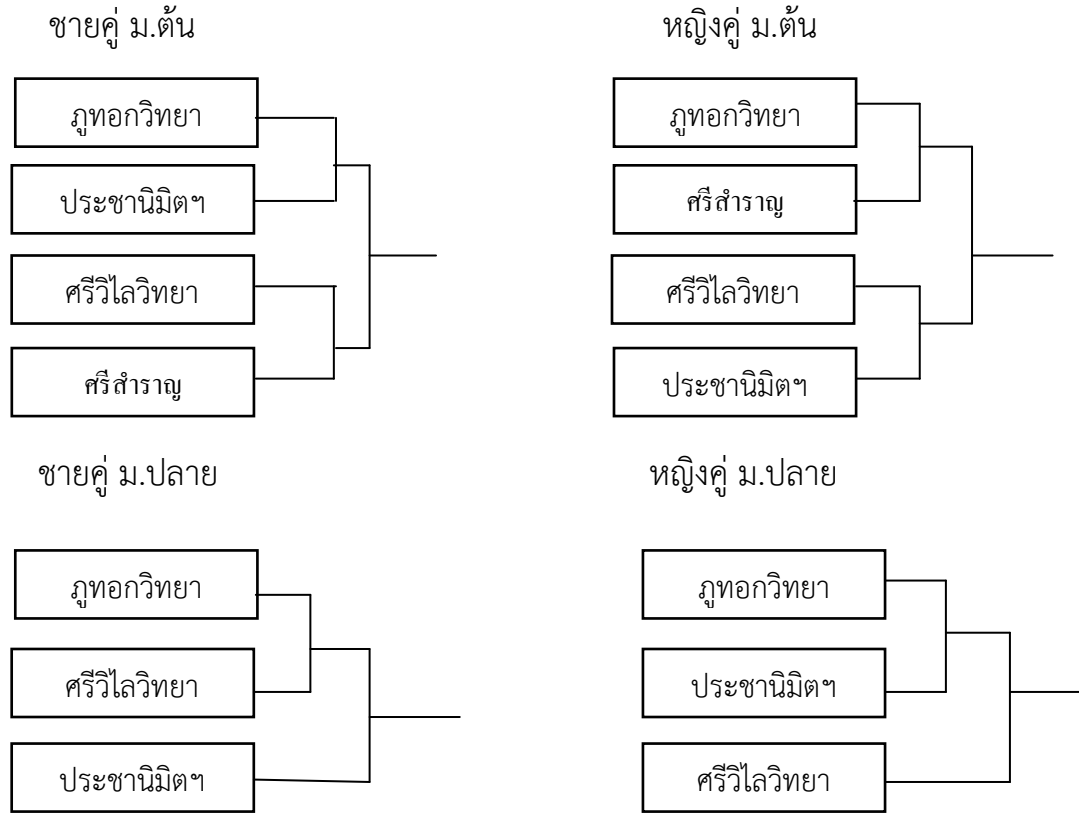 ชายคู่ ม.ต้น
ภูทอกวิทยา
ประชานิมิตฯ
ศรีวิไลวิทยา
ศรีสำราญ
หญิงคู่ ม.ต้น
ภูทอกวิทยา
ศรีสำราญ
ศรีวิไลวิทยา
ประชานิมิตฯ
ชายคู่ ม.ปลาย
ภูทอกวิทยา
ศรีวิไลวิทยา
ประชานิมิตฯ
หญิงคู่ ม.ปลาย
ภูทอกวิทยา
ประชานิมิตฯ
ศรีวิไลวิทยา